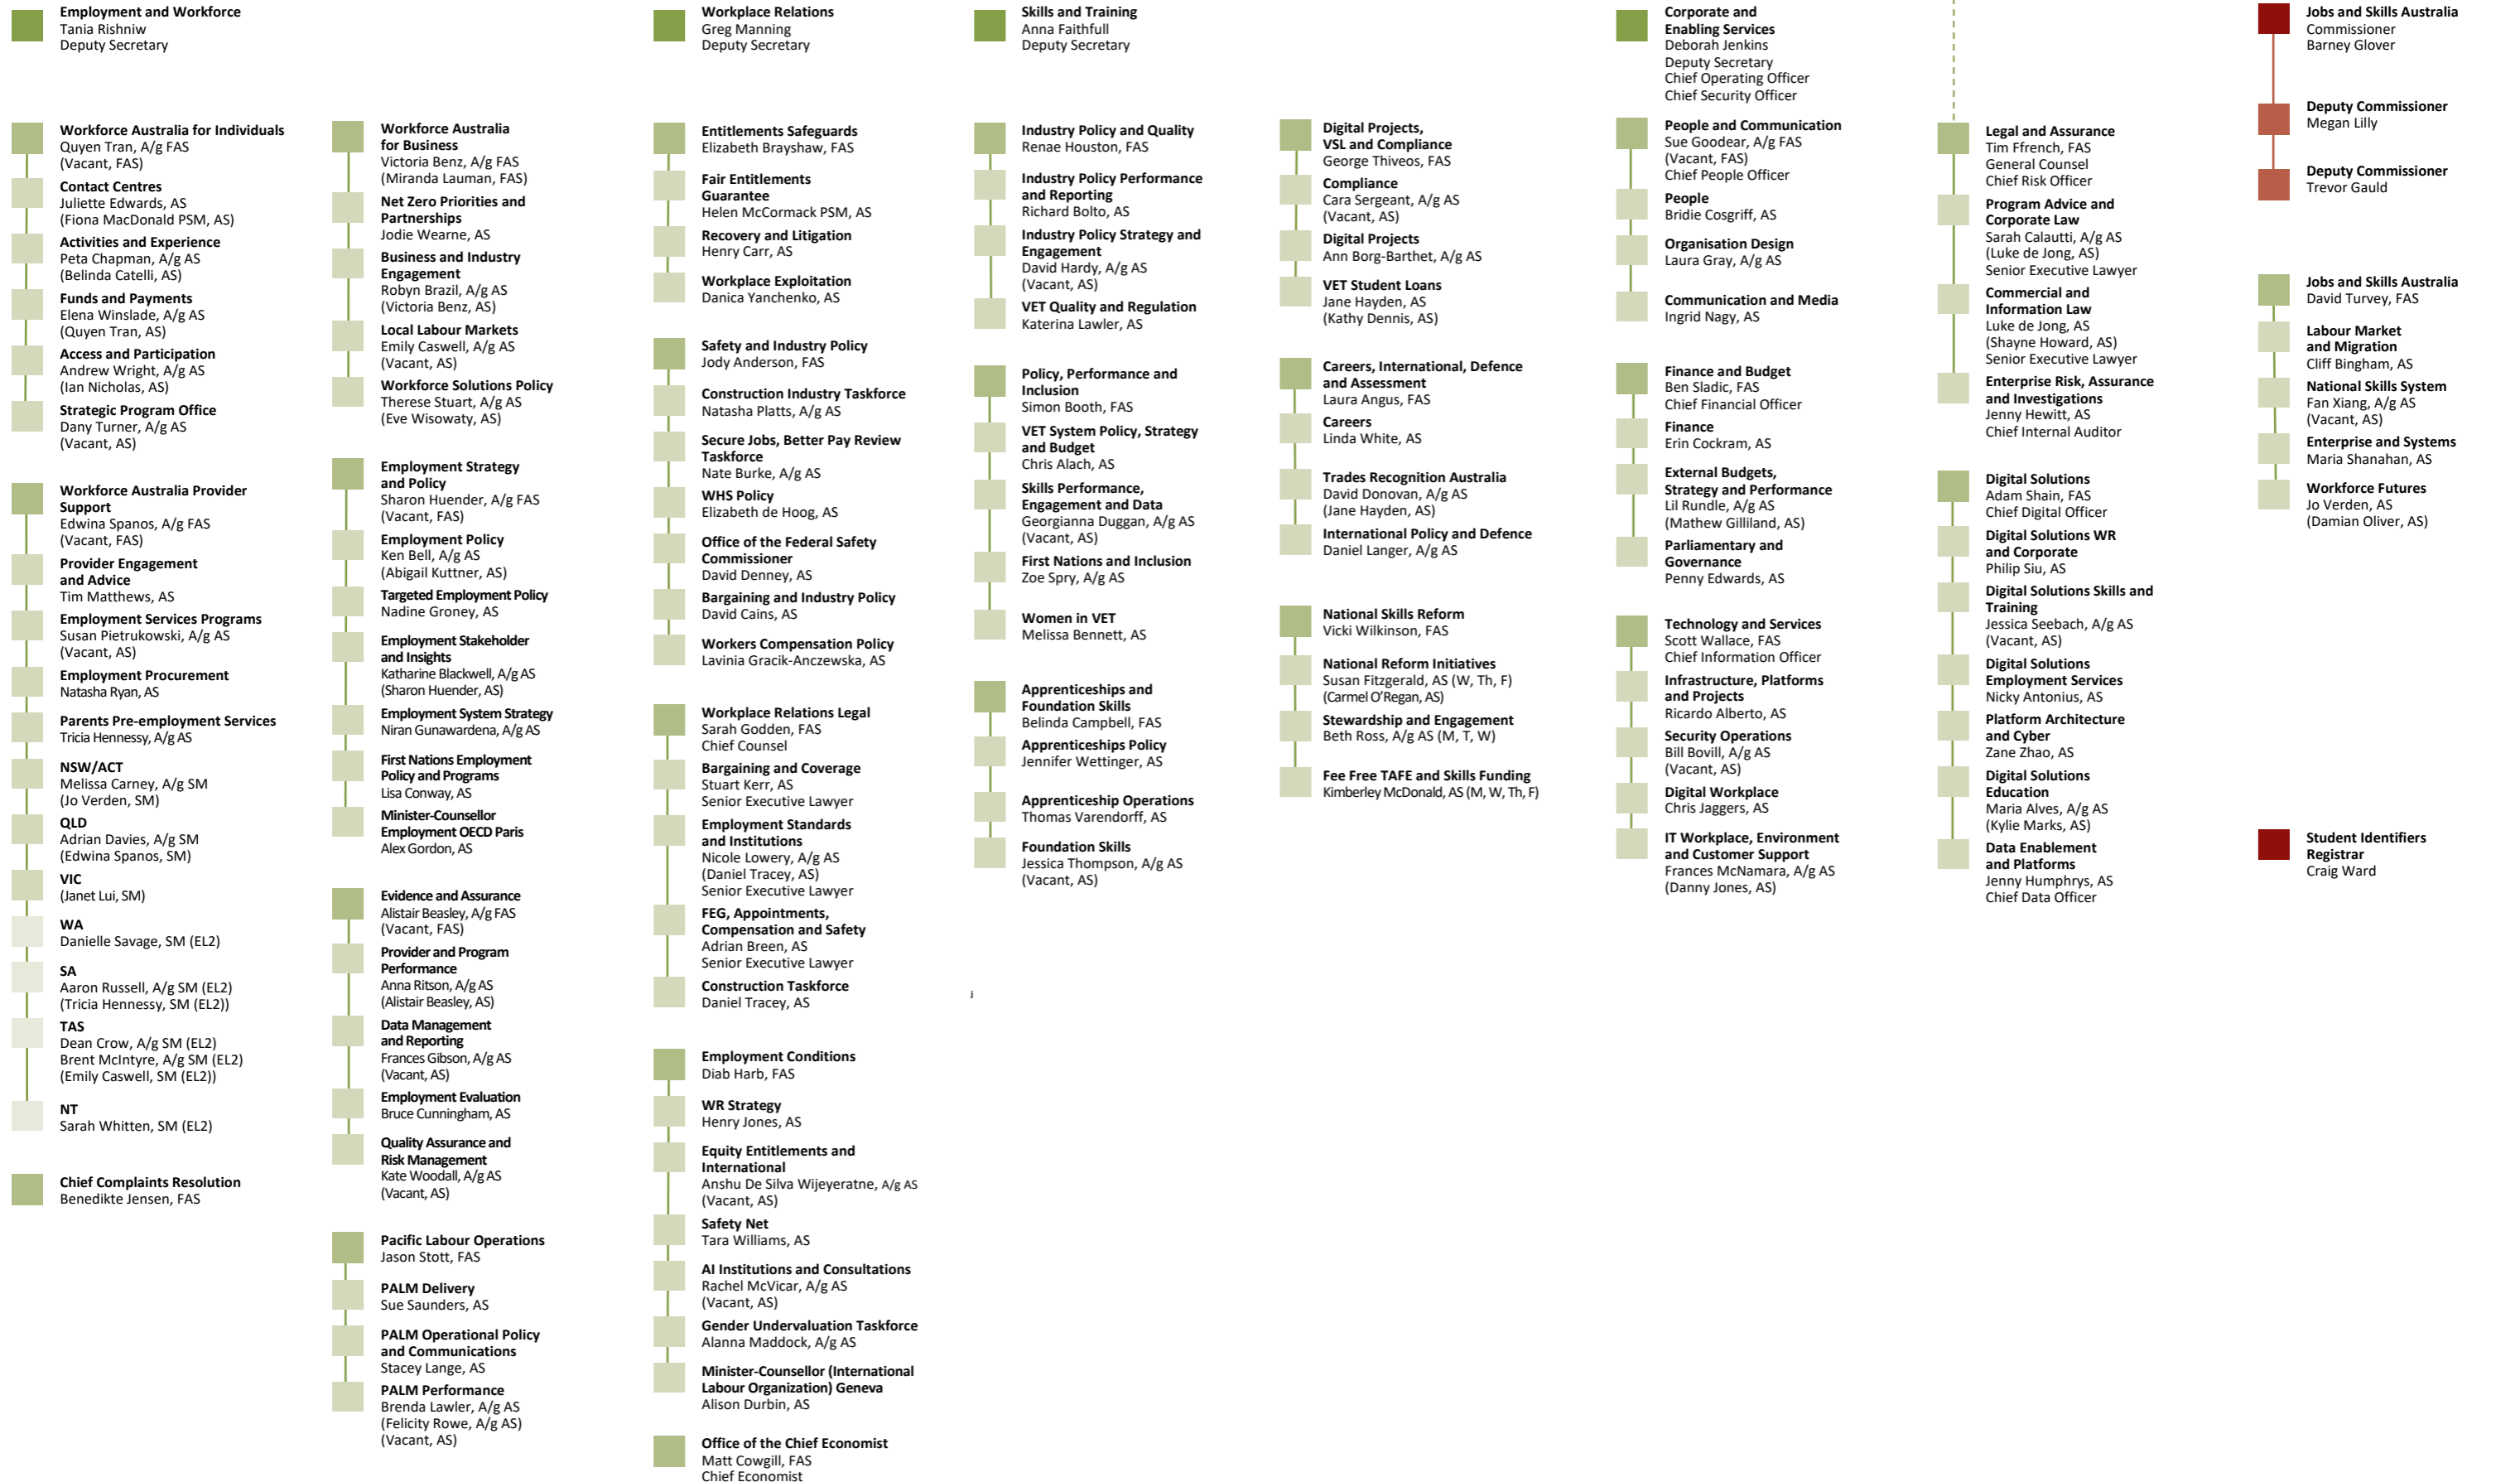 Employment and Workforce
Tania Rishniw
Deputy Secretary
Workforce Australia for Individuals
Quyen Tran, A/g FAS
(Vacant, FAS)
Contact Centres
Juliette Edwards, AS
(Fiona MacDonald PSM, AS)
Activities and Experience
Peta Chapman, A/g AS
(Belinda Catelli, AS)
Funds and Payments
Elena Winslade, A/g AS
(Quyen Tran, AS)
Access and Participation
Andrew Wright, A/g AS
(Ian Nicholas, AS)
Strategic Program Office
Dany Turner, A/g AS
(Vacant, AS)
Workforce Australia Provider
Support
Edwina Spanos, A/g FAS
(Vacant, FAS)
Provider Engagement
and Advice
Tim Matthews, AS
Employment Services Programs
Susan Pietrukowski, A/g AS
(Vacant, AS)
Employment Procurement
Natasha Ryan, AS
Parents Pre-employment Services
Tricia Hennessy, A/g AS
NSW/ACT
Melissa Carney, A/g SM
(Jo Verden, SM)
QLD
Adrian Davies, A/g SM
(Edwina Spanos, SM)
VIC
(Janet Lui, SM)
WA
Danielle Savage, SM (EL2)
SA
Aaron Russell, A/g SM (EL2)
(Tricia Hennessy, SM (EL2))
TAS
Dean Crow, A/g SM (EL2)
Brent McIntyre, A/g SM (EL2)
(Emily Caswell, SM (EL2))
NT
Sarah Whitten, SM (EL2)
Chief Complaints Resolution
Benedikte Jensen, FAS
Workforce Australia
for Business
Victoria Benz, A/g FAS
(Miranda Lauman, FAS)
Net Zero Priorities and
Partnerships
Jodie Wearne, AS
Business and Industry
Engagement
Robyn Brazil, A/g AS
(Victoria Benz, AS)
Local Labour Markets
Emily Caswell, A/g AS
(Vacant, AS)
Workforce Solutions Policy
Therese Stuart, A/g AS
(Eve Wisowaty, AS)
Employment Strategy
and Policy
Sharon Huender, A/g FAS
(Vacant, FAS)
Employment Policy
Ken Bell, A/g AS
(Abigail Kuttner, AS)
Targeted Employment Policy
Nadine Groney, AS
Employment Stakeholder
and Insights
Katharine Blackwell, A/g AS
(Sharon Huender, AS)
Employment System Strategy
Niran Gunawardena, A/g AS
First Nations Employment
Policy and Programs
Lisa Conway, AS
Minister-Counsellor
Employment OECD Paris
Alex Gordon, AS
Evidence and Assurance
Alistair Beasley, A/g FAS
(Vacant, FAS)
Provider and Program
Performance
Anna Ritson, A/g AS
(Alistair Beasley, AS)
Data Management
and Reporting
Frances Gibson, A/g AS
(Vacant, AS)
Employment Evaluation
Bruce Cunningham, AS
Quality Assurance and
Risk Management
Kate Woodall, A/g AS
(Vacant, AS)
Pacific Labour Operations
Jason Stott, FAS
PALM Delivery
Sue Saunders, AS
PALM Operational Policy
and Communications
Stacey Lange, AS
PALM Performance
Brenda Lawler, A/g AS
(Felicity Rowe, A/g AS)
(Vacant, AS)
Workplace Relations
Greg Manning
Deputy Secretary
Entitlements Safeguards
Elizabeth Brayshaw, FAS
Fair Entitlements
Guarantee
Helen McCormack PSM, AS
Recovery and Litigation
Henry Carr, AS
Workplace Exploitation
Danica Yanchenko, AS
Safety and Industry Policy
Jody Anderson, FAS
Construction Industry Taskforce
Natasha Platts, A/g AS
Secure Jobs, Better Pay Review
Taskforce
Nate Burke, A/g AS
WHS Policy
Elizabeth de Hoog, AS
Office of the Federal Safety
Commissioner
David Denney, AS
Bargaining and Industry Policy
David Cains, AS
Workers Compensation Policy
Lavinia Gracik-Anczewska, AS
Workplace Relations Legal
Sarah Godden, FAS
Chief Counsel
Bargaining and Coverage
Stuart Kerr, AS
Senior Executive Lawyer
Employment Standards
and Institutions
Nicole Lowery, A/g AS
(Daniel Tracey, AS)
Senior Executive Lawyer
FEG, Appointments,
Compensation and Safety
Adrian Breen, AS
Senior Executive Lawyer
Construction Taskforce
Daniel Tracey, AS
Employment Conditions
Diab Harb, FAS
WR Strategy
Henry Jones, AS
Equity Entitlements and
International
Anshu De Silva Wijeyeratne, A/g AS
(Vacant, AS)
Safety Net
Tara Williams, AS
AI Institutions and Consultations
Rachel McVicar, A/g AS
(Vacant, AS)
Gender Undervaluation Taskforce
Alanna Maddock, A/g AS
Minister-Counsellor (International
Labour Organization) Geneva
Alison Durbin, AS
Office of the Chief Economist
Matt Cowgill, FAS
Chief Economist
Skills and Training
Anna Faithfull
Deputy Secretary
Industry Policy and Quality
Renae Houston, FAS
Industry Policy Performance
and Reporting
Richard Bolto, AS
Industry Policy Strategy and
Engagement
David Hardy, A/g AS
(Vacant, AS)
VET Quality and Regulation
Katerina Lawler, AS
Policy, Performance and
Inclusion
Simon Booth, FAS
VET System Policy, Strategy
and Budget
Chris Alach, AS
Skills Performance,
Engagement and Data
Georgianna Duggan, A/g AS
(Vacant, AS)
First Nations and Inclusion
Zoe Spry, A/g AS
Women in VET
Melissa Bennett, AS
Apprenticeships and
Foundation Skills
Belinda Campbell, FAS
Apprenticeships Policy
Jennifer Wettinger, AS
Apprenticeship Operations
Thomas Varendorff, AS
Foundation Skills
Jessica Thompson, A/g AS
(Vacant, AS)
j
Digital Projects,
VSL and Compliance
George Thiveos, FAS
Compliance
Cara Sergeant, A/g AS
(Vacant, AS)
Digital Projects
Ann Borg-Barthet, A/g AS
VET Student Loans
Jane Hayden, AS
(Kathy Dennis, AS)
Careers, International, Defence
and Assessment
Laura Angus, FAS
Careers
Linda White, AS
Trades Recognition Australia
David Donovan, A/g AS
(Jane Hayden, AS)
International Policy and Defence
Daniel Langer, A/g AS
National Skills Reform
Vicki Wilkinson, FAS
National Reform Initiatives
Susan Fitzgerald, AS (W, Th, F)
(Carmel O’Regan, AS)
Stewardship and Engagement
Beth Ross, A/g AS (M, T, W)
Fee Free TAFE and Skills Funding
Kimberley McDonald, AS (M, W, Th, F)
Corporate and
Enabling Services
Deborah Jenkins
Deputy Secretary
Chief Operating Officer
Chief Security Officer
People and Communication
Sue Goodear, A/g FAS
(Vacant, FAS)
Chief People Officer
People
Bridie Cosgriff, AS
Organisation Design
Laura Gray, A/g AS
Communication and Media
Ingrid Nagy, AS
Finance and Budget
Ben Sladic, FAS
Chief Financial Officer
Finance
Erin Cockram, AS
External Budgets,
Strategy and Performance
Lil Rundle, A/g AS
(Mathew Gilliland, AS)
Parliamentary and
Governance
Penny Edwards, AS
Technology and Services
Scott Wallace, FAS
Chief Information Officer
Infrastructure, Platforms
and Projects
Ricardo Alberto, AS
Security Operations
Bill Bovill, A/g AS
(Vacant, AS)
Digital Workplace
Chris Jaggers, AS
IT Workplace, Environment
and Customer Support
Frances McNamara, A/g AS
(Danny Jones, AS)
Legal and Assurance
Tim Ffrench, FAS
General Counsel
Chief Risk Officer
Program Advice and
Corporate Law
Sarah Calautti, A/g AS
(Luke de Jong, AS)
Senior Executive Lawyer
Commercial and
Information Law
Luke de Jong, AS
(Shayne Howard, AS)
Senior Executive Lawyer
Enterprise Risk, Assurance
and Investigations
Jenny Hewitt, AS
Chief Internal Auditor
Digital Solutions
Adam Shain, FAS
Chief Digital Officer
Digital Solutions WR
and Corporate
Philip Siu, AS
Digital Solutions Skills and
Training
Jessica Seebach, A/g AS
(Vacant, AS)
Digital Solutions
Employment Services
Nicky Antonius, AS
Platform Architecture
and Cyber
Zane Zhao, AS
Digital Solutions
Education
Maria Alves, A/g AS
(Kylie Marks, AS)
Data Enablement
and Platforms
Jenny Humphrys, AS
Chief Data Officer
Jobs and Skills Australia
Commissioner
Barney Glover
Deputy Commissioner
Megan Lilly
Deputy Commissioner
Trevor Gauld
Jobs and Skills Australia
David Turvey, FAS
Labour Market
and Migration
Cliff Bingham, AS
National Skills System
Fan Xiang, A/g AS
(Vacant, AS)
Enterprise and Systems
Maria Shanahan, AS
Workforce Futures
Jo Verden, AS
(Damian Oliver, AS)
Student Identifiers
Registrar
Craig Ward